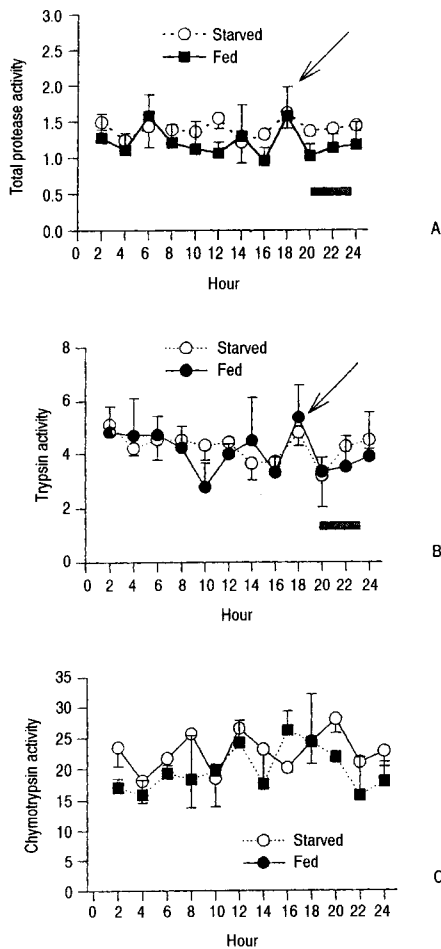 Starved
Fed
Total protease activity
3.0
2.5
2.0
1.5
1.0
0.5
0.0
0 2 4 6 8 10 12 14 16 18 20 22 24
Hour
A
Starved
Fed
Trypsin activity
8
6
4
2
0
0 2 4 6 8 10 12 14 16 18 20 22 24
Hour
B
Chymotrypsin activity
35
30
25
20
15
10
5
0
Starved
Fed
0 2 4 6 8 10 12 14 16 18 20 22 24
Hour
C